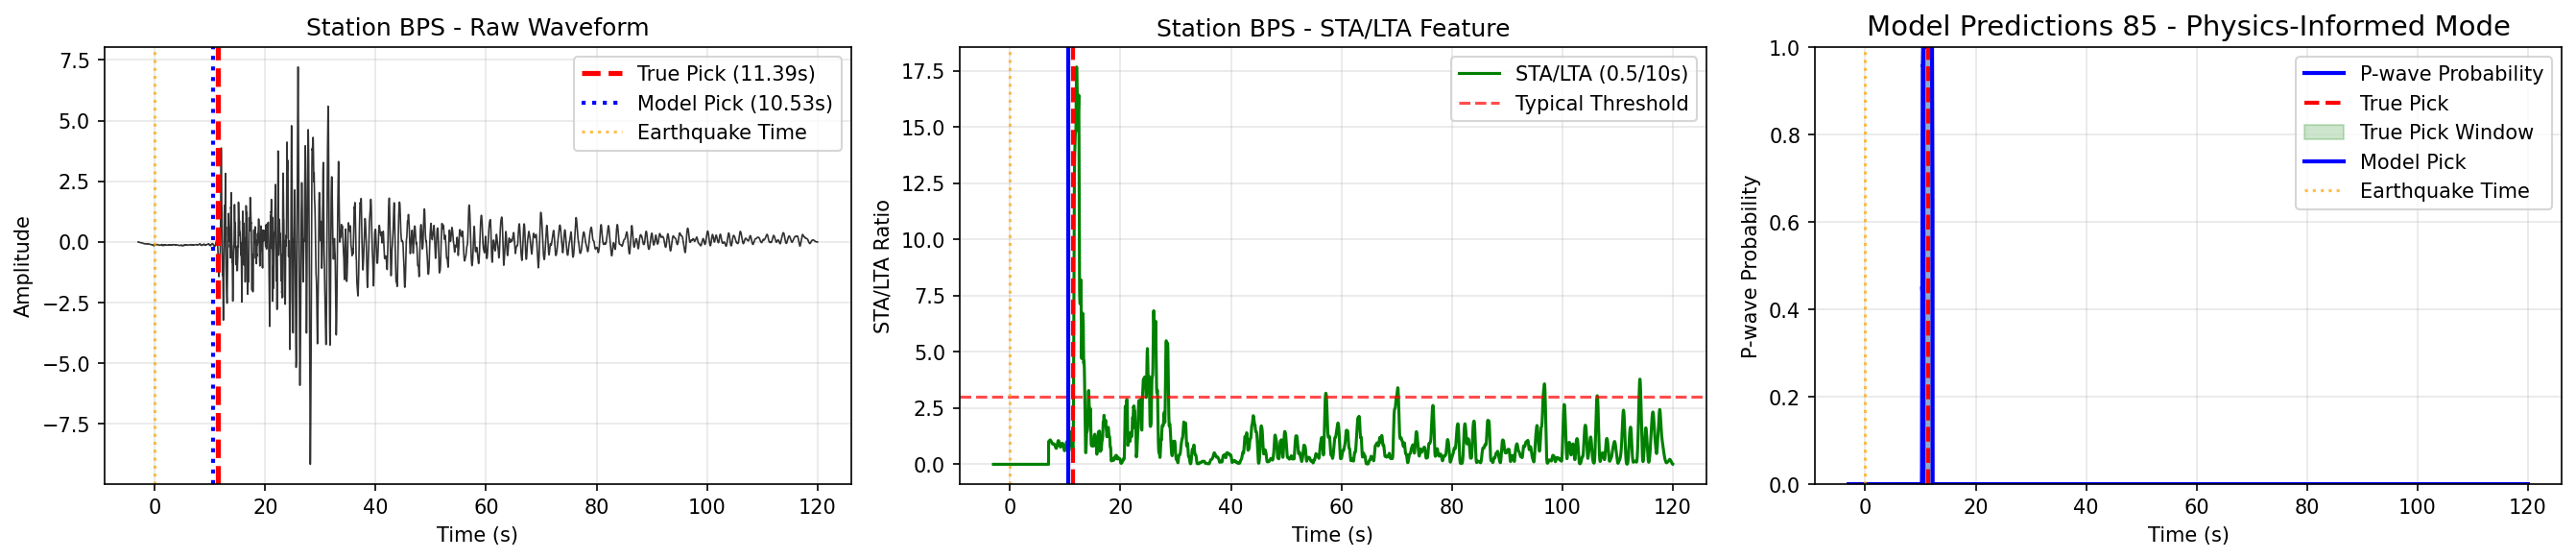 Station BPS - Raw Waveform
7.5
5.0
2.5
0.0
−2.5
−5.0
−7.5
Amplitude
True Pick (11.39s)
Model Pick (10.53s)
Earthquake Time
0
20
40
60
80
100
120
Time (s)
Station BPS - STA/LTA Feature
17.5
15.0
12.5
10.0
7.5
5.0
2.5
0.0
STA/LTA Ratio
STA/LTA (0.5/10s)
Typical Threshold
0
20
40
60
80
100
120
Time (s)
Model Predictions 85 - Physics-Informed Mode
1.0
0.8
0.6
0.4
0.2
0.0
P-wave Probability
P-wave Probability
True Pick
True Pick Window
Model Pick
Earthquake Time
0
20
40
60
80
100
120
Time (s)